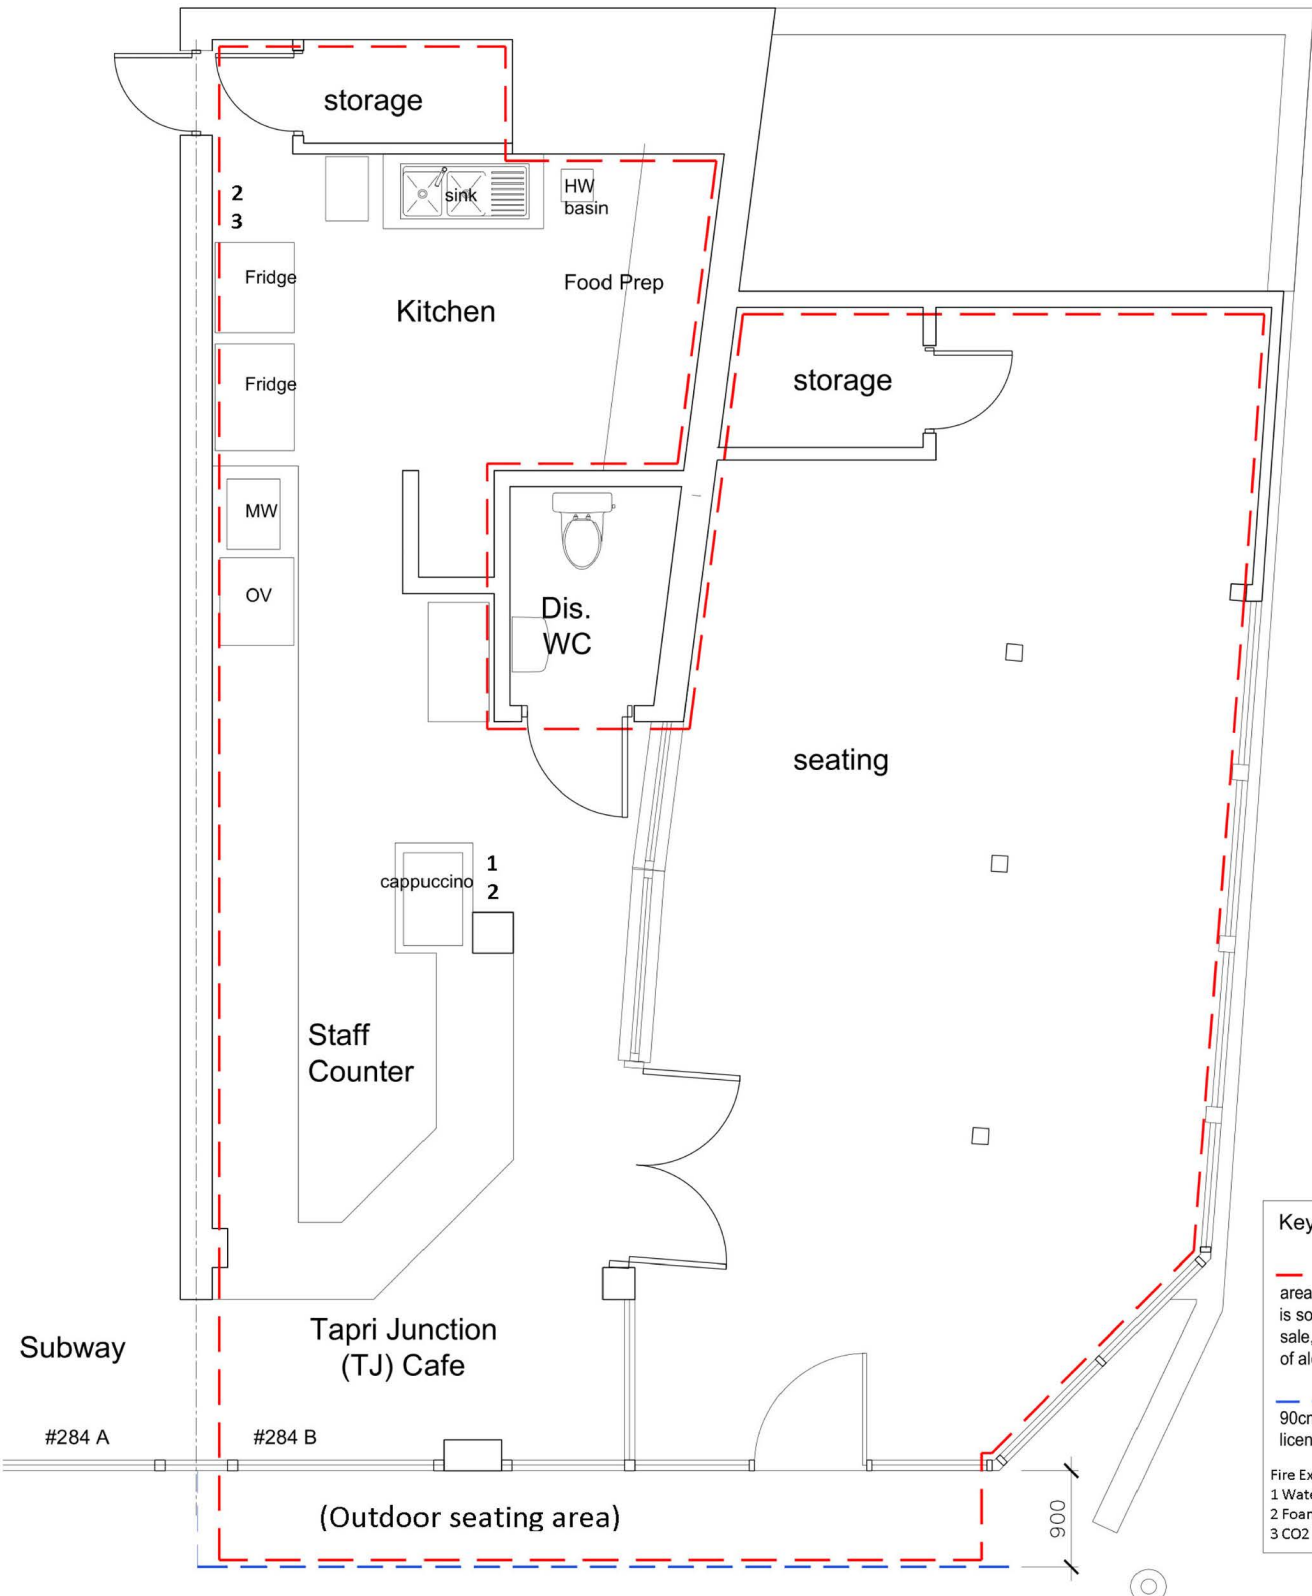 storage
2
3
sink
HW
basin
Fridge
Kitchen
Food Prep
Fridge
storage
MW
OV
Dis.
WC
seating
cappuccino
1
2
Staff
Counter
Key
area
is so
sale,
Tapri Junction
(TJ) Cafe
Subway
of al
#284 A
#284 B
90cm
licen
Fire Ex
1 Wate
2 Foam
3 CO2
(Outdoor seating area)
900